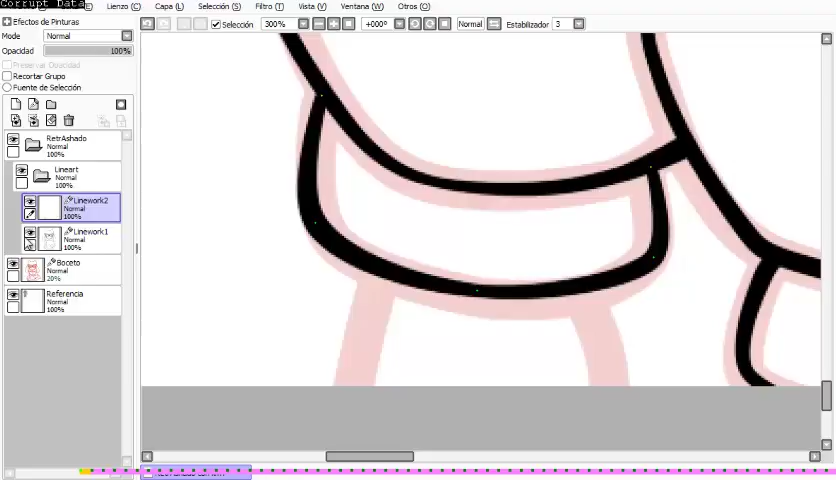 Corrupt Data
Lienzo (C)
Capa (L)
Selección (S)
Filtro (T)
Vista (V)
Ventana (W)
Otros (O)
Efectos de Pinturas
Selección
300%
+000°
Normal
Estabilizador
3
Mode
Normal
Opacidad
100%
Preservar Opacidad
Recortar Grupo
Fuente de Selección
RetrAshado
Normal
100%
Lineart
Normal
100%
Linework2
Normal
100%
Linework1
Normal
100%
Boceto
Normal
20%
Referencia
Normal
100%